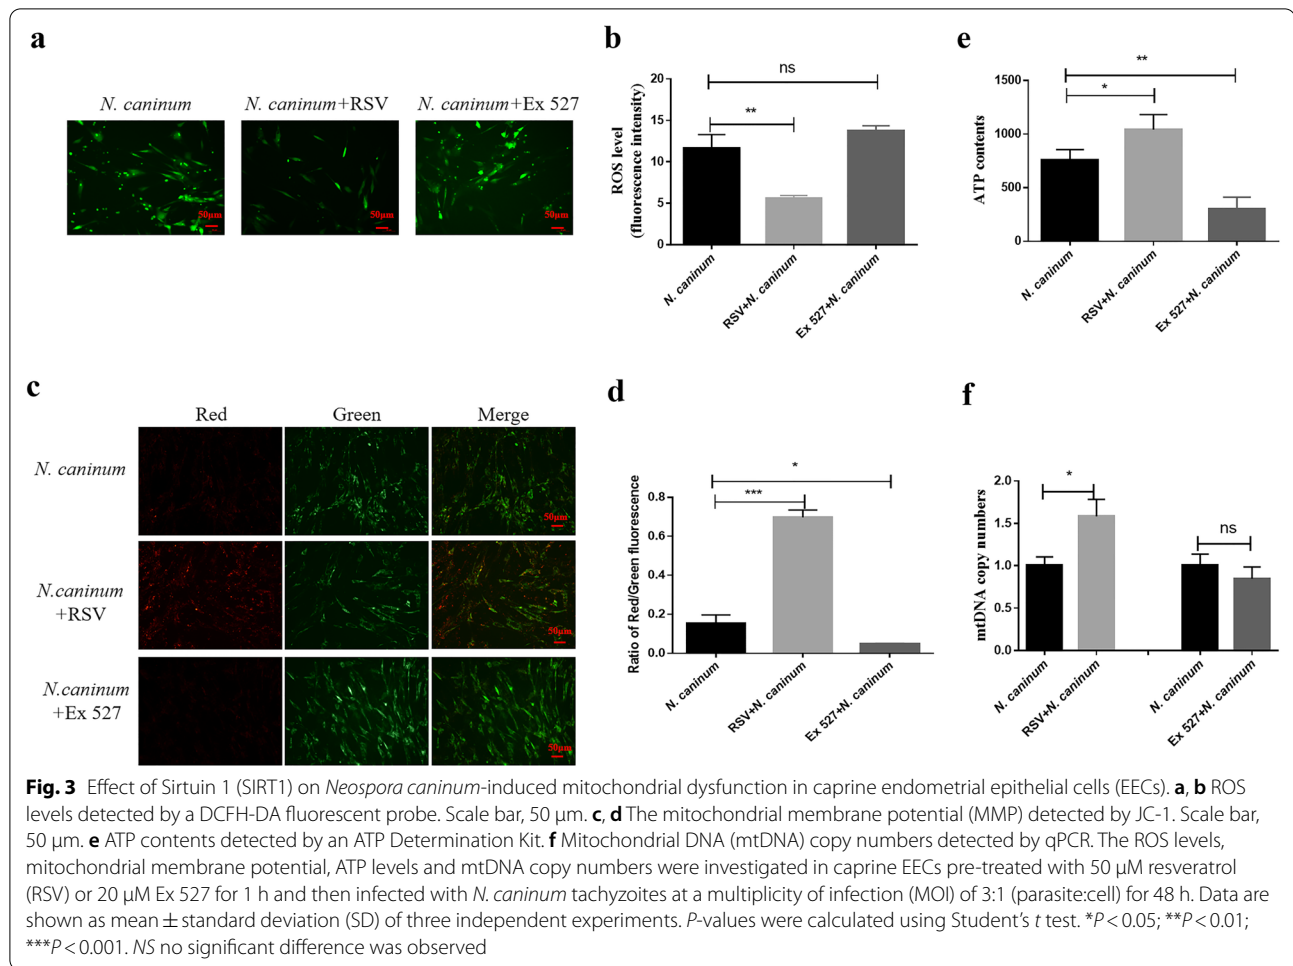 a
N. caninum
N. caninum+RSV
N. caninum+Ex 527
50μm
50μm
50μm
b
ROS level
(fluorescence intensity)
20
15
10
5
0
ns
**
N. caninum
RSV+N. caninum
Ex 527+N. caninum
e
ATP contents
1500
1000
500
0
**
*
N. caninum
RSV+N. caninum
Ex 527+N. caninum
c
Red
Green
Merge
N. caninum
50μm
N.caninum
+RSV
50μm
N.caninum
+Ex 527
50μm
d
Ratio of Red/Green fluorescence
0.8
0.6
0.4
0.2
0.0
*
***
N. caninum
RSV+N. caninum
Ex 527+N. caninum
f
mtDNA copy numbers
2.0
1.5
1.0
0.5
0.0
*
ns
N. caninum
RSV+N. caninum
N. caninum
Ex 527+N. caninum
Fig. 3 Effect of Sirtuin 1 (SIRT1) on Neospora caninum-induced mitochondrial dysfunction in caprine endometrial epithelial cells (EECs). a, b ROS
levels detected by a DCFH-DA fluorescent probe. Scale bar, 50 μm. c, d The mitochondrial membrane potential (MMP) detected by JC-1. Scale bar,
50 μm. e ATP contents detected by an ATP Determination Kit. f Mitochondrial DNA (mtDNA) copy numbers detected by qPCR. The ROS levels,
mitochondrial membrane potential, ATP levels and mtDNA copy numbers were investigated in caprine EECs pre-treated with 50 μM resveratrol
(RSV) or 20 μM Ex 527 for 1 h and then infected with N. caninum tachyzoites at a multiplicity of infection (MOI) of 3:1 (parasite:cell) for 48 h. Data are
shown as mean ± standard deviation (SD) of three independent experiments. P-values were calculated using Student's t test. *P < 0.05; **P < 0.01;
***P < 0.001. NS no significant difference was observed